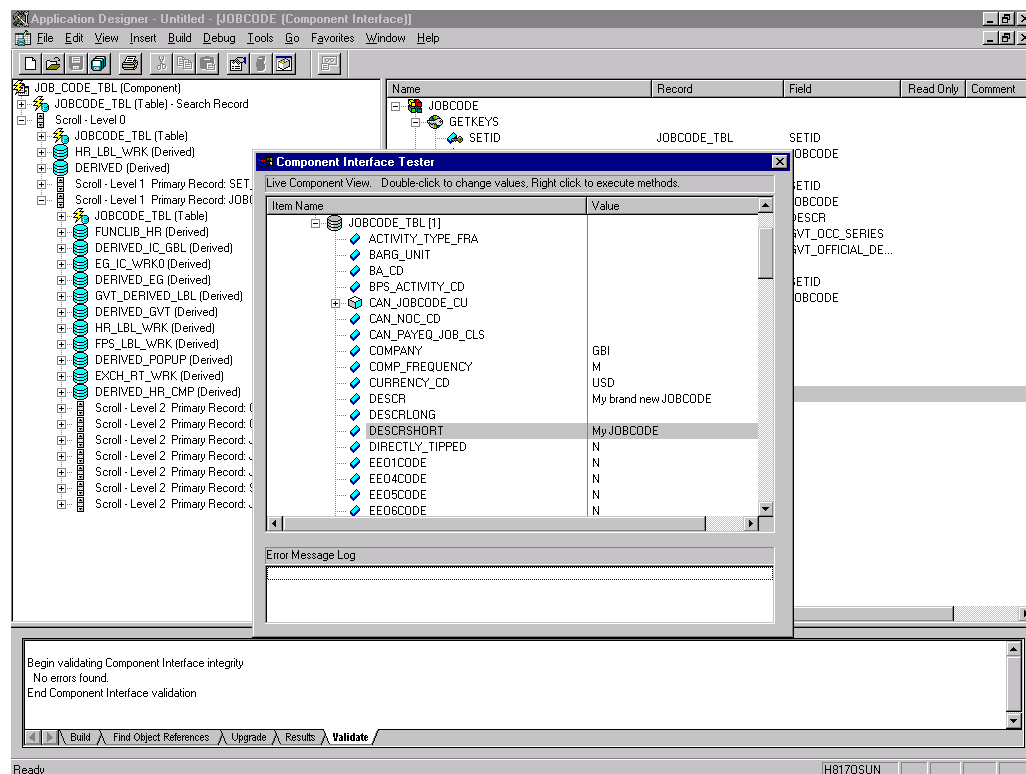 Application Designer - Untitled - [JOBCODE (Component Interface)]
File Edit View Insert Build Debug Tools Go Favorites Window Help
JOB_CODE_TBL (Component)
JOBCODE_TBL (Table) - Search Record
Scroll - Level 0
JOBCODE_TBL (Table)
HR_LBL_WRK (Derived)
DERIVED (Derived)
Scroll - Level 1 Primary Record: SET_
Scroll - Level 1 Primary Record: JOB
JOBCODE_TBL (Table)
FUNCLIB_HR (Derived)
DERIVED_IC_GBL (Derived)
EG_IC_WRK0 (Derived)
DERIVED_EG (Derived)
GVT_DERIVED_LBL (Derived)
DERIVED_GVT (Derived)
HR_LBL_WRK (Derived)
FPS_LBL_WRK (Derived)
DERIVED_POPUP (Derived)
EXCH_RT_WRK (Derived)
DERIVED_HR_CMP (Derived)
Scroll - Level 2 Primary Record:
Scroll - Level 2 Primary Record:
Scroll - Level 2 Primary Record: J
Scroll - Level 2 Primary Record: J
Scroll - Level 2 Primary Record: J
Scroll - Level 2 Primary Record:
Scroll - Level 2 Primary Record: J
Name Record Field Read Only Comment
JOBCODE
GETKEYS
SETID JOBCODE_TBL SETID
JOBCODE
SETID
JOBCODE
DESCR
GVT_OCC_SERIES
GVT_OFFICIAL_DE...
SETID
JOBCODE
Component Interface Tester
Live Component View. Double-click to change values, Right click to execute methods.
Item Name Value
JOBCODE_TBL [1]
ACTIVITY_TYPE_FRA
BARG_UNIT
BA_CD
BPS_ACTIVITY_CD
CAN_JOBCODE_CU
CAN_NOC_CD
CAN_PAYEQ_JOB_CLS
COMPANY GBI
COMP_FREQUENCY M
CURRENCY_CD USD
DESCR My brand new JOBCODE
DESCRLONG
DESCRSHORT My JOBCODE
DIRECTLY_TIPPED N
EEO1CODE N
EEO4CODE N
EEO5CODE N
EEO6CODE N
Error Message Log
Begin validating Component Interface integrity
No errors found.
End Component Interface validation
Build Find Object References Upgrade Results Validate
Ready H817OSUN